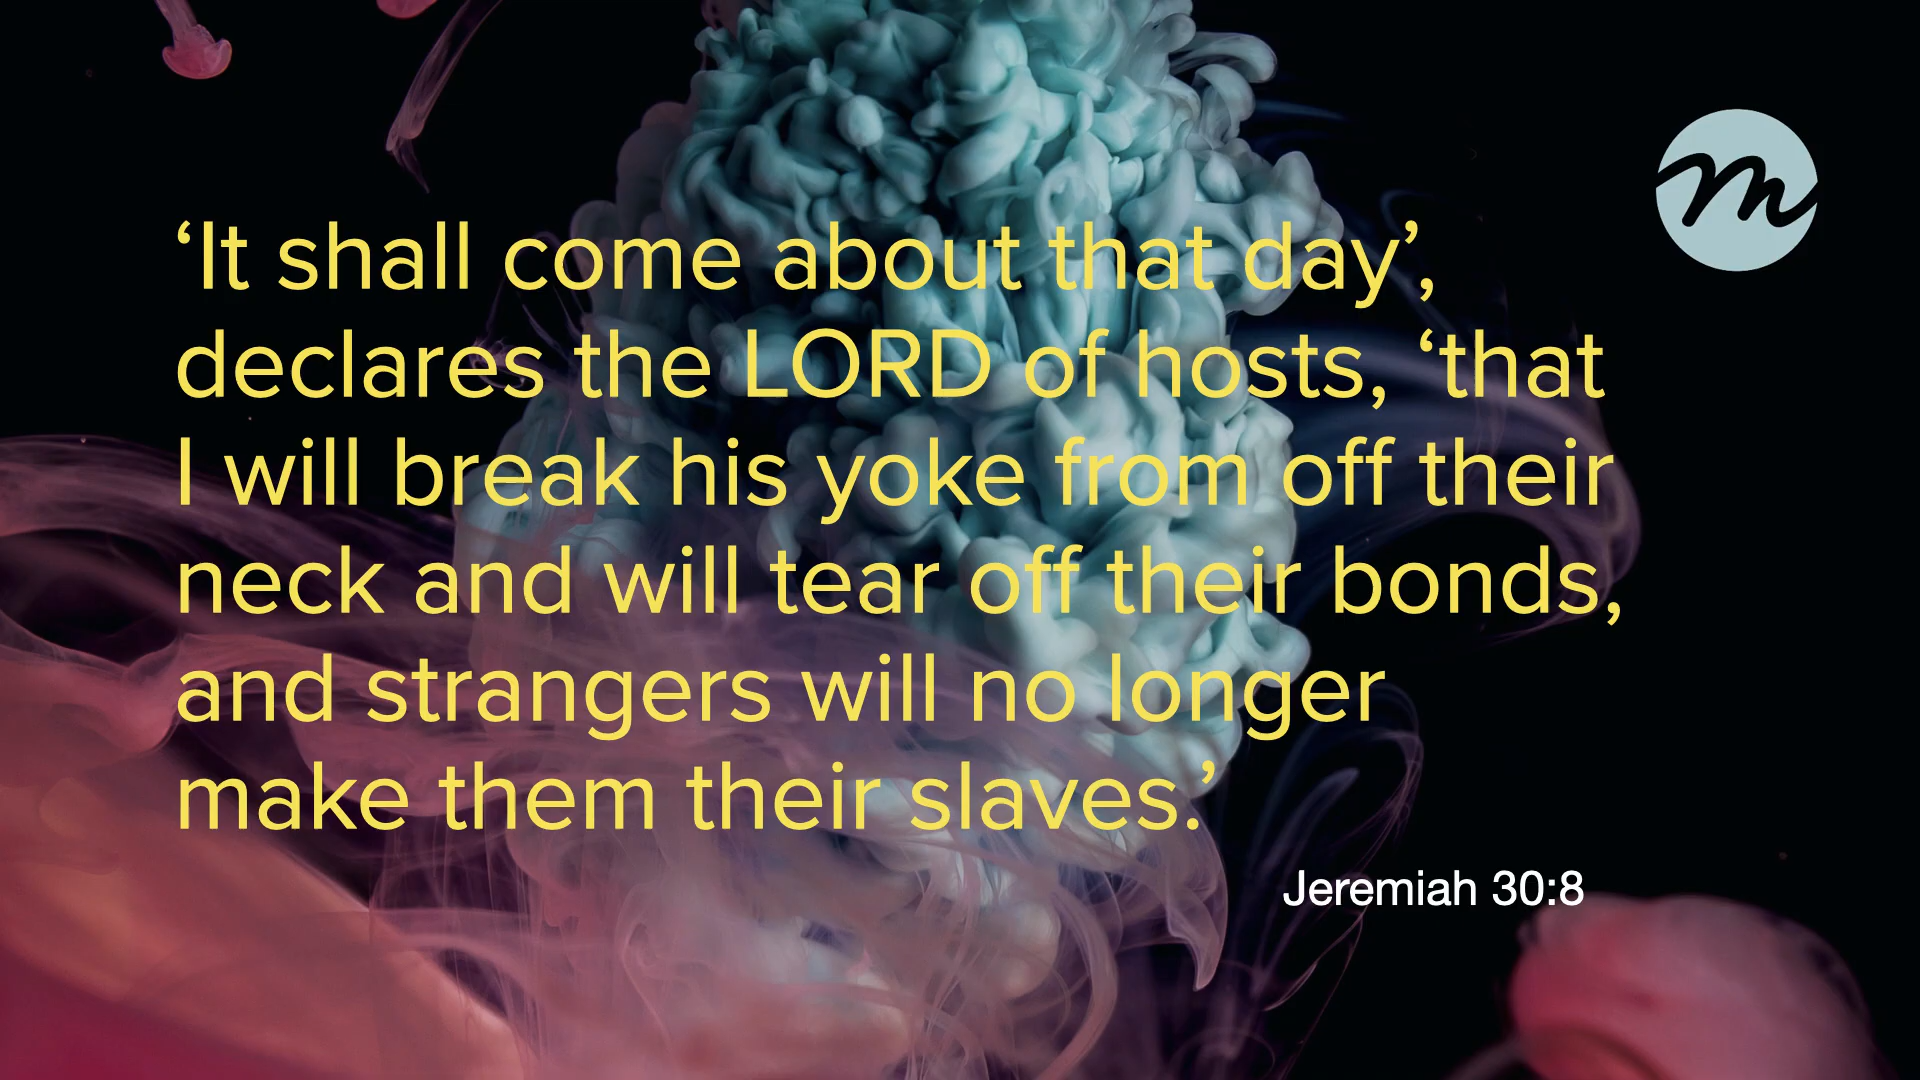 ‘It shall come about that day’,
declares the LORD of hosts, ‘that
I will break his yoke from off their
neck and will tear off their bonds,
and strangers will no longer
make them their slaves.’
Jeremiah 30:8
m